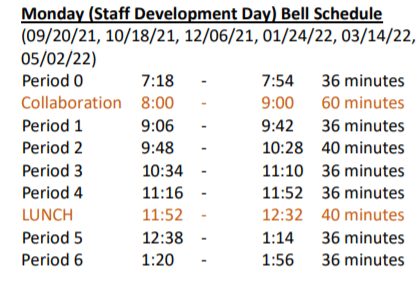 Monday (Staff Development Day) Bell Schedule
(09/20/21, 10/18/21, 12/06/21, 01/24/22, 03/14/22,
05/02/22)
Period 0 7:18 - 7:54 36 minutes
Collaboration 8:00 - 9:00 60 minutes
Period 1 9:06 - 9:42 36 minutes
Period 2 9:48 - 10:28 40 minutes
Period 3 10:34 - 11:10 36 minutes
Period 4 11:16 - 11:52 36 minutes
LUNCH 11:52 - 12:32 40 minutes
Period 5 12:38 - 1:14 36 minutes
Period 6 1:20 - 1:56 36 minutes